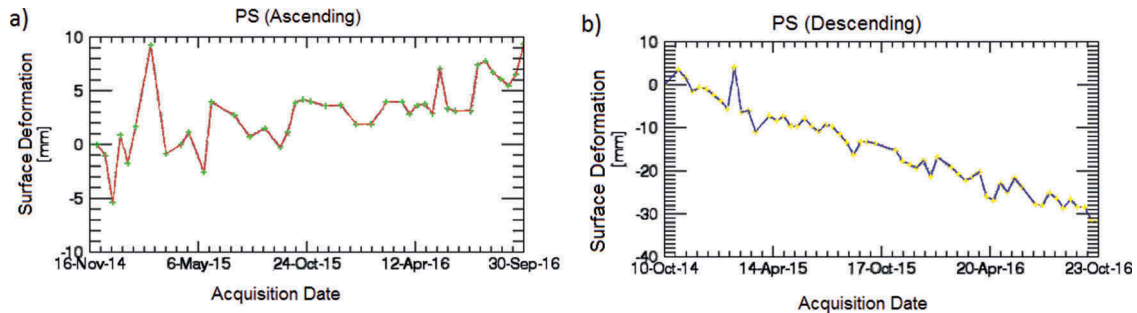 a)
PS (Ascending)
Surface Deformation
[mm]
10
5
0
-5
-10
16-Nov-14 6-May-15 24-Oct-15 12-Apr-16 30-Sep-16
Acquisition Date
b)
PS (Descending)
Surface Deformation
[mm]
10
0
-10
-20
-30
-40
10-Oct-14 14-Apr-15 17-Oct-15 20-Apr-16 23-Oct-16
Acquisition Date